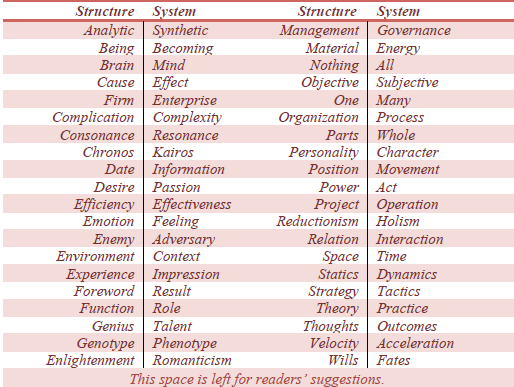 Structure System Structure System
Analytic Synthetic Management Governance
Being Becoming Material Energy
Brain Mind Nothing All
Cause Effect Objective Subjective
Firm Enterprise One Many
Complication Complexity Organization Process
Consonance Resonance Parts Whole
Chronos Kairos Personality Character
Date Information Position Movement
Desire Passion Power Act
Efficiency Effectiveness Project Operation
Emotion Feeling Reductionism Holism
Enemy Adversary Relation Interaction
Environment Context Space Time
Experience Impression Statics Dynamics
Foreword Result Strategy Tactics
Function Role Theory Practice
Genius Talent Thoughts Outcomes
Genotype Phenotype Velocity Acceleration
Enlightenment Romanticism Wills Fates
This space is left for readers’ suggestions.